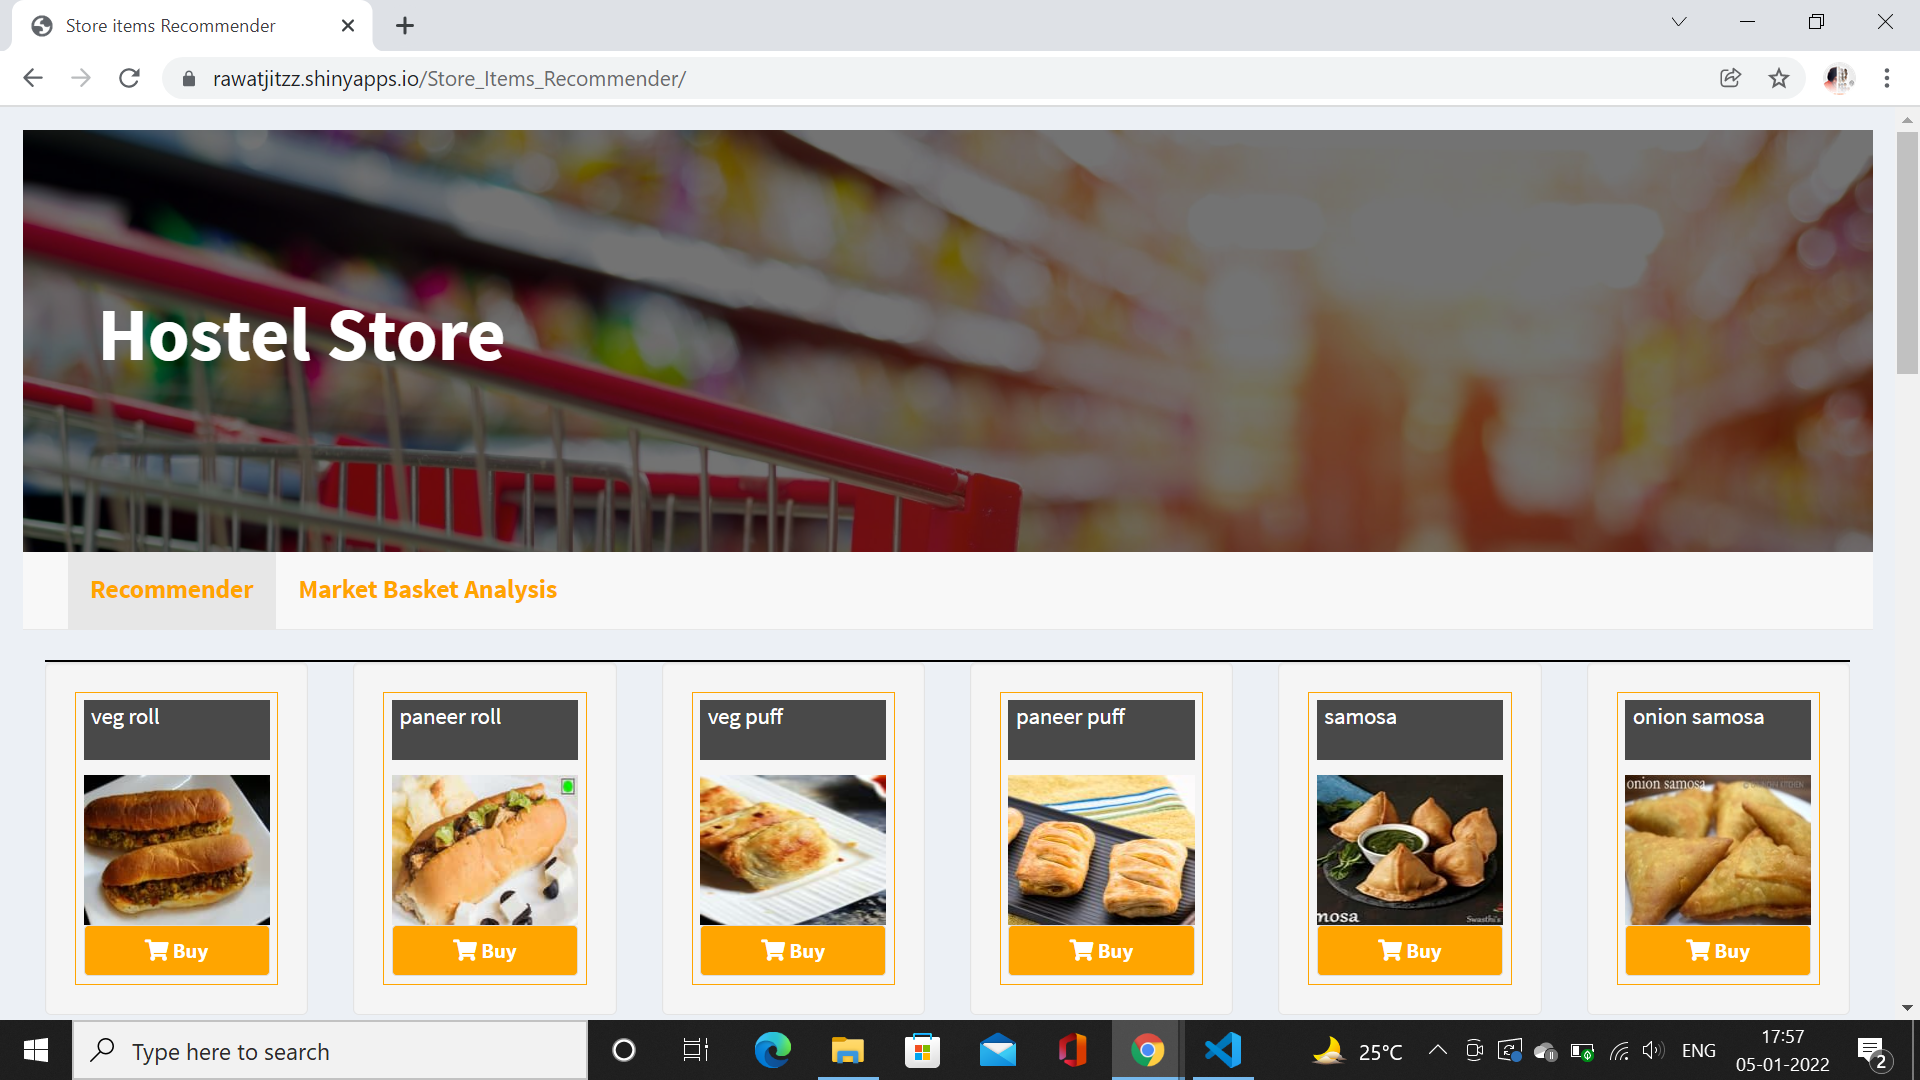 Store items Recommender
rawatjitzz.shinyapps.io/Store_Items_Recommender/
Hostel Store
Recommender
Market Basket Analysis
veg roll
paneer roll
veg puff
paneer puff
samosa
onion samosa
mosa
Swasthi's
onion samosa
Buy
Buy
Buy
Buy
Buy
Buy
Type here to search
25°C
ENG
17:57
05-01-2022
2